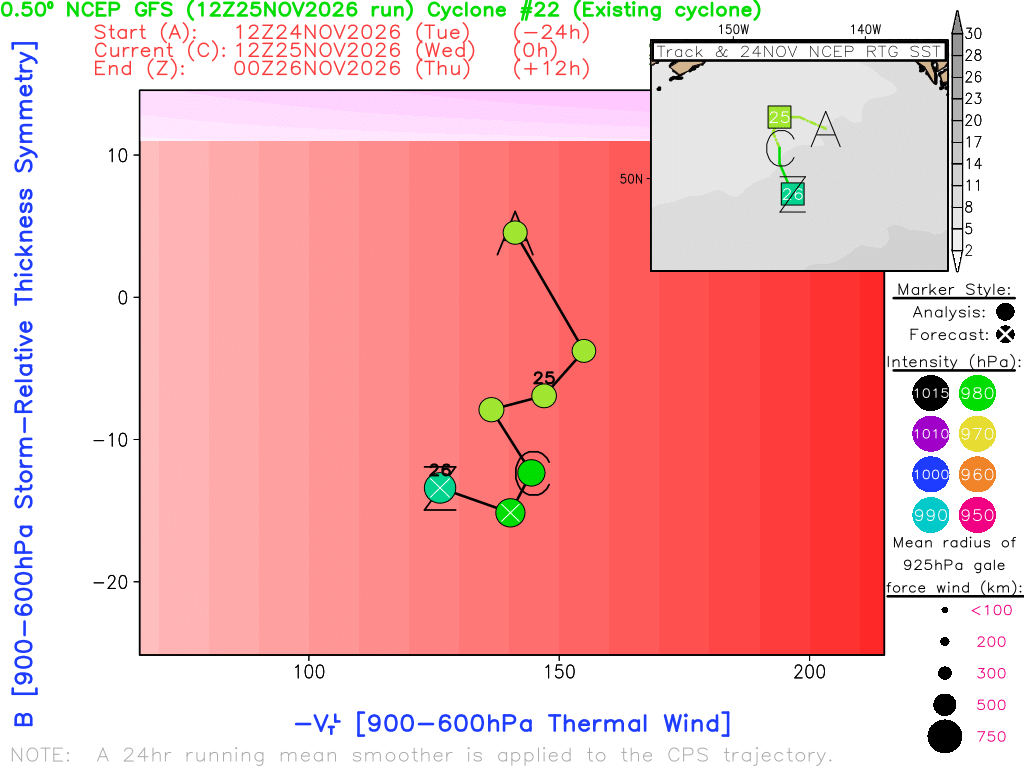 0.50° NCEP GFS (12Z25NOV2026 run) Cyclone #22 (Existing cyclone)
Start (A): 12Z24NOV2026 (Tue) (−24h)
Current (C): 12Z25NOV2026 (Wed) (0h)
End (Z): 00Z26NOV2026 (Thu) (+12h)
150W 140W
Track & 24NOV NCEP RTG SST
25
A
C
50N
26
Z
30
28
26
23
20
17
14
11
8
5
2
B [900−600hPa Storm−Relative Thickness Symmetry]
10
0
−10
−20
A
25
C
26
Z
100 150 200
−VTL [900−600hPa Thermal Wind]
Marker Style:
Analysis:
Forecast:
Intensity (hPa):
1015 980
1010 970
1000 960
990 950
Mean radius of
925hPa gale
force wind (km):
<100
200
300
500
750
NOTE: A 24hr running mean smoother is applied to the CPS trajectory.